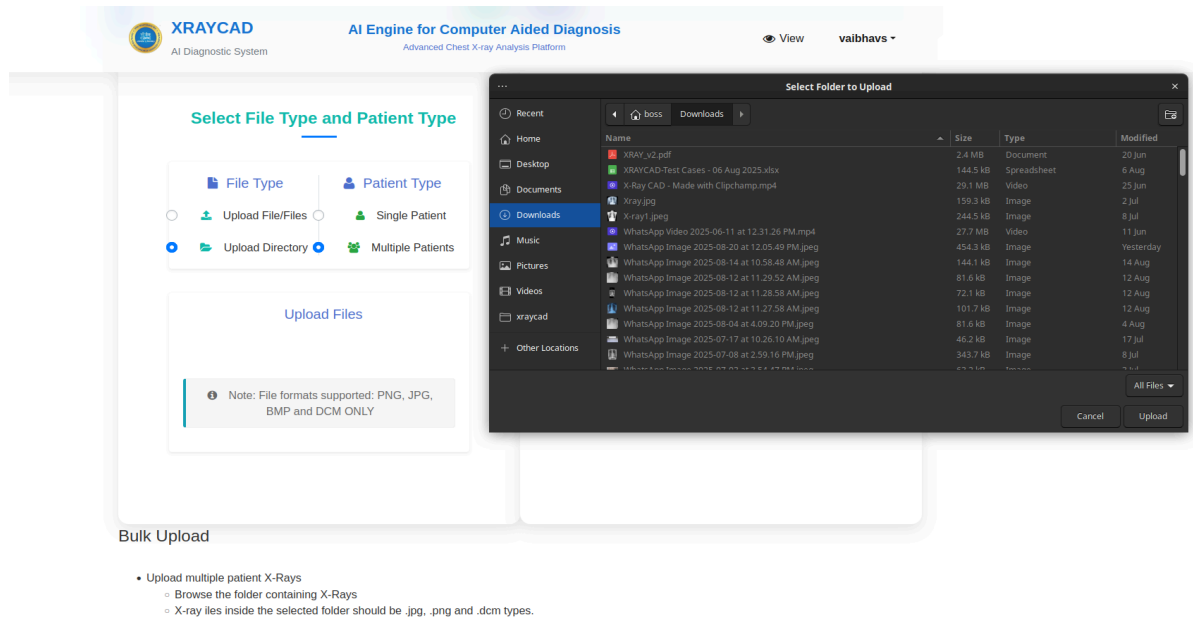 XRAYCAD
AI Diagnostic System
AI Engine for Computer Aided Diagnosis
Advanced Chest X-ray Analysis Platform
View
vaibhavs
Select File Type and Patient Type
File Type
Patient Type
Upload File/Files
Single Patient
Upload Directory
Multiple Patients
Upload Files
Note: File formats supported: PNG, JPG,
BMP and DCM ONLY
Select Folder to Upload
Recent
Home
Desktop
Documents
Downloads
Music
Pictures
Videos
xraycad
Other Locations
boss Downloads
Name Size Type Modified
XRAY_v2.pdf 2.4 MB Document 20 Jun
XRAYCAD-Test Cases - 06 Aug 2025.xlsx 144.5 kB Spreadsheet 6 Aug
X-Ray CAD - Made with Clipchamp.mp4 29.1 MB Video 25 Jun
Xray.jpg 159.3 kB Image 2 Jul
X-ray1.jpeg 244.5 kB Image 8 Jul
WhatsApp Video 2025-06-11 at 12.31.26 PM.mp4 27.7 MB Video 11 Jun
WhatsApp Image 2025-08-20 at 12.05.49 PM.jpeg 454.3 kB Image Yesterday
WhatsApp Image 2025-08-14 at 10.58.48 AM.jpeg 144.1 kB Image 14 Aug
WhatsApp Image 2025-08-12 at 11.29.52 AM.jpeg 81.6 kB Image 12 Aug
WhatsApp Image 2025-08-12 at 11.28.58 AM.jpeg 72.1 kB Image 12 Aug
WhatsApp Image 2025-08-12 at 11.27.58 AM.jpeg 101.7 kB Image 12 Aug
WhatsApp Image 2025-08-04 at 4.09.20 PM.jpeg 81.6 kB Image 4 Aug
WhatsApp Image 2025-07-17 at 10.26.10 AM.jpeg 46.2 kB Image 17 Jul
WhatsApp Image 2025-07-08 at 2.59.16 PM.jpeg 343.7 kB Image 8 Jul
All Files
Cancel
Upload
Bulk Upload
Upload multiple patient X-Rays
Browse the folder containing X-Rays
X-ray iles inside the selected folder should be .jpg, .png and .dcm types.